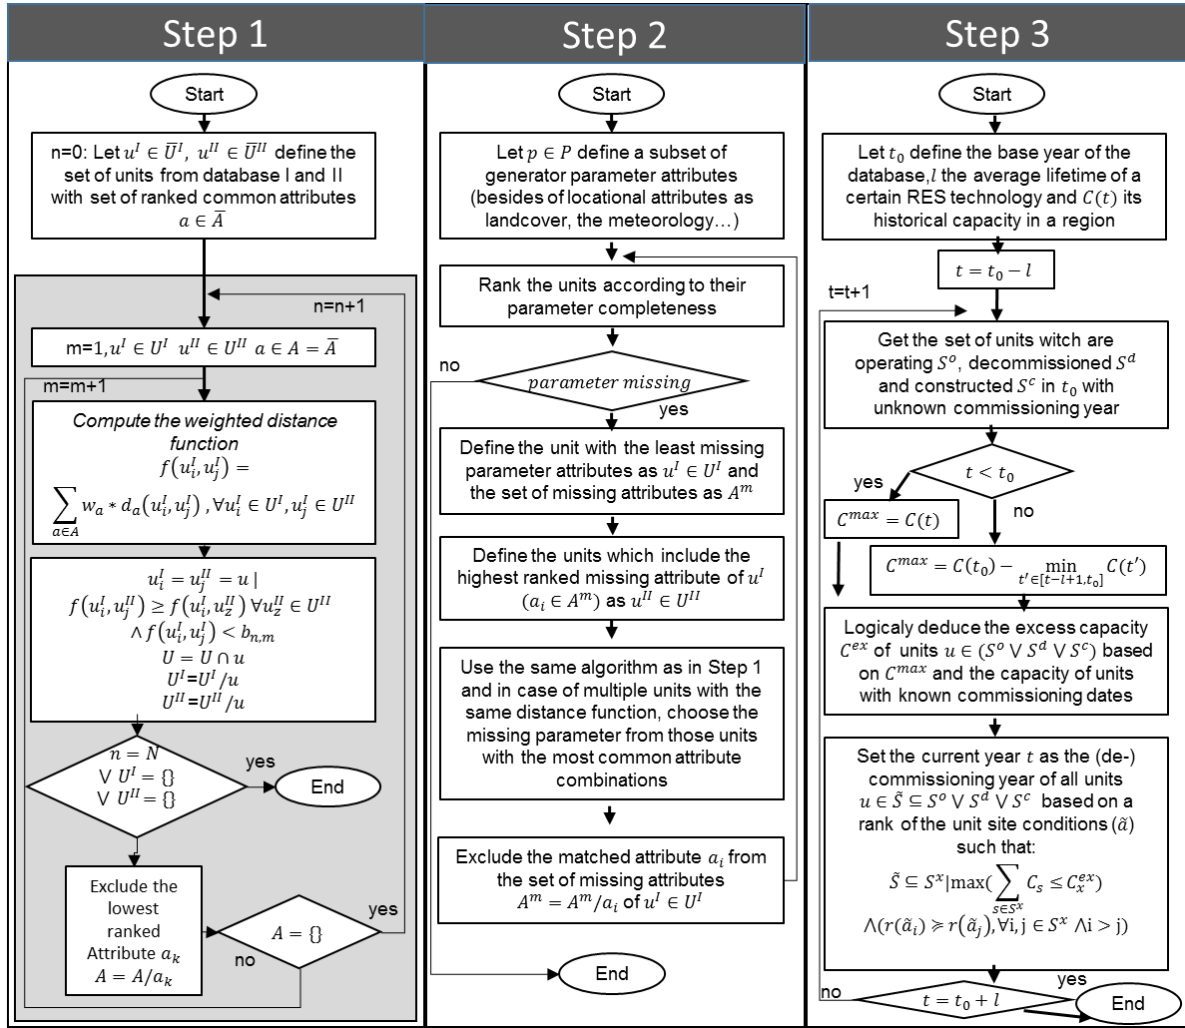 Step 1
Start
n=0: Let u^I ∈ U̅^I, u^II ∈ U̅^II define the
set of units from database I and II
with set of ranked common attributes
a ∈ A̅
n=n+1
m=1,u^I ∈ U^I u^II ∈ U^II a ∈ A = A̅
m=m+1
Compute the weighted distance
function
f(u_i^I,u_j^I) =
∑_{a∈A} w_a * d_a(u_i^I,u_j^I) ,∀u_i^I ∈ U^I,u_j^I ∈ U^II
u_i^I = u_j^II = u |
f(u_i^I,u_j^II) ≥ f(u_i^I,u_z^II) ∀u_z^II ∈ U^II
∧ f(u_i^I,u_j^I) < b_{n,m}
U = U ∩ u
U^I=U^I/u
U^II=U^II/u
n = N
∨ U^I = {}
∨ U^II = {}
yes
End
Exclude the
lowest
ranked
Attribute a_k
A = A/a_k
A = {}
yes
no
Step 2
Start
Let p ∈ P define a subset of
generator parameter attributes
(besides of locational attributes as
landcover, the meteorology…)
Rank the units according to their
parameter completeness
no
parameter missing
yes
Define the unit with the least missing
parameter attributes as u^I ∈ U^I and
the set of missing attributes as A^m
Define the units which include the
highest ranked missing attribute of u^I
(a_i ∈ A^m) as u^II ∈ U^II
Use the same algorithm as in Step 1
and in case of multiple units with the
same distance function, choose the
missing parameter from those units
with the most common attribute
combinations
Exclude the matched attribute a_i from
the set of missing attributes
A^m = A^m/a_i of u^I ∈ U^I
End
Step 3
Start
Let t_0 define the base year of the
database,l the average lifetime of a
certain RES technology and C(t) its
historical capacity in a region
t = t_0 − l
t=t+1
Get the set of units witch are
operating S^o, decommissioned S^d
and constructed S^c in t_0 with
unknown commissioning year
t < t_0
yes
no
C^max = C(t)
C^max = C(t_0)− min_{t′∈[t−l+1,t_0]} C(t′)
Logicaly deduce the excess capacity
C^ex of units u ∈ (S^o ∨ S^d ∨ S^c) based
on C^max and the capacity of units
with known commissioning dates
Set the current year t as the (de-)
commissioning year of all units
u ∈ S̃ ⊆ S^o ∨ S^d ∨ S^c based on a
rank of the unit site conditions (ã)
such that:
S̃ ⊆ S^x|max(∑_{s∈S^x} C_s ≤ C_x^ex)
∧(r(ã_i) ≽ r(ã_j),∀i,j ∈ S^x ∧i > j)
yes
no
t = t_0 + l
End